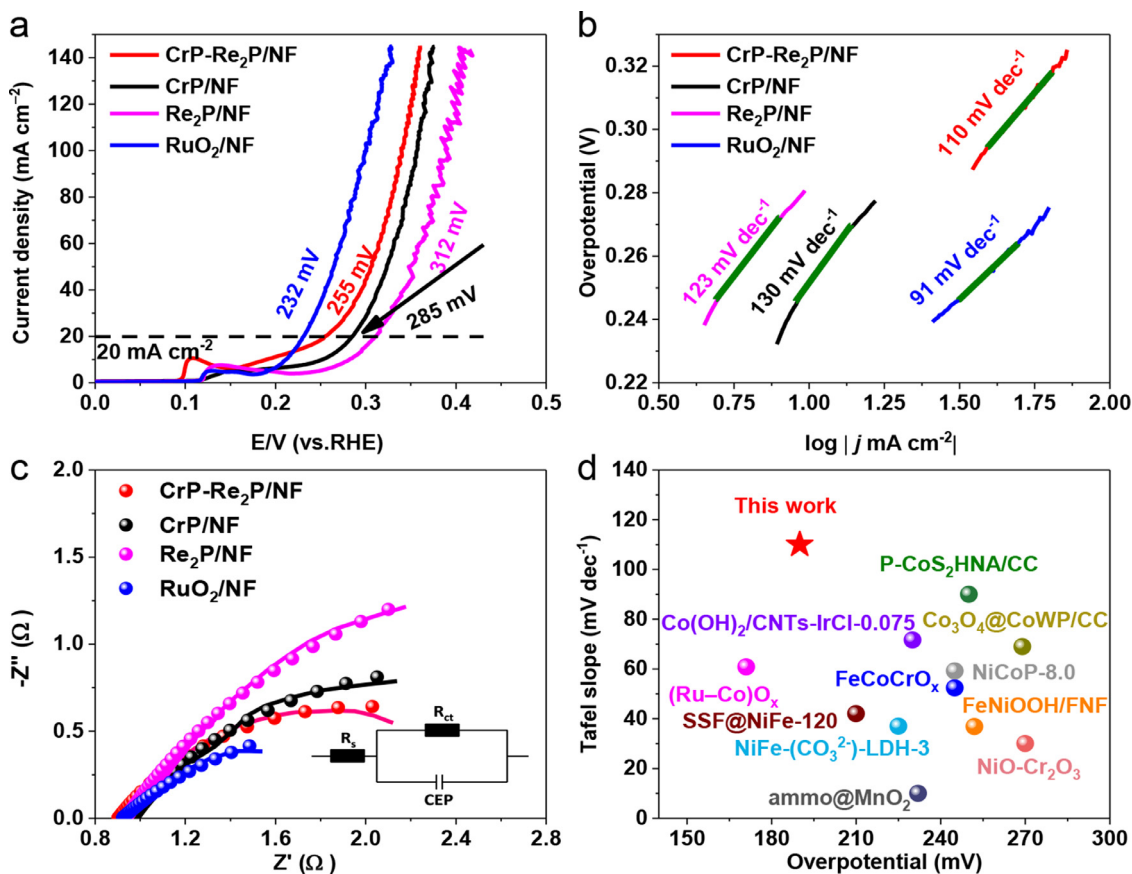 a
CrP-Re₂P/NF
CrP/NF
Re₂P/NF
RuO₂/NF
140
120
100
80
60
40
20
0
Current density (mA cm⁻²)
232 mV
255 mV
312 mV
285 mV
20 mA cm⁻²
0.0
0.1
0.2
0.3
0.4
0.5
E/V (vs.RHE)
b
CrP-Re₂P/NF
CrP/NF
Re₂P/NF
RuO₂/NF
0.32
0.30
0.28
0.26
0.24
0.22
Overpotential (V)
110 mV dec⁻¹
123 mV dec⁻¹
130 mV dec⁻¹
91 mV dec⁻¹
0.50
0.75
1.00
1.25
1.50
1.75
2.00
log | j mA cm⁻²|
c
CrP-Re₂P/NF
CrP/NF
Re₂P/NF
RuO₂/NF
2.0
1.5
1.0
0.5
0.0
-Z" (Ω)
Rct
Rs
CEP
0.8
1.2
1.6
2.0
2.4
2.8
Z' (Ω)
d
140
120
100
80
60
40
20
0
Tafel slope (mV dec⁻¹)
This work
P-CoS₂HNA/CC
Co(OH)₂/CNTs-IrCl-0.075
Co₃O₄@CoWP/CC
NiCoP-8.0
(Ru–Co)Oₓ
FeCoCrOₓ
SSF@NiFe-120
FeNiOOH/FNF
NiFe-(CO₃²⁻)-LDH-3
NiO-Cr₂O₃
ammo@MnO₂
150
180
210
240
270
300
Overpotential (mV)